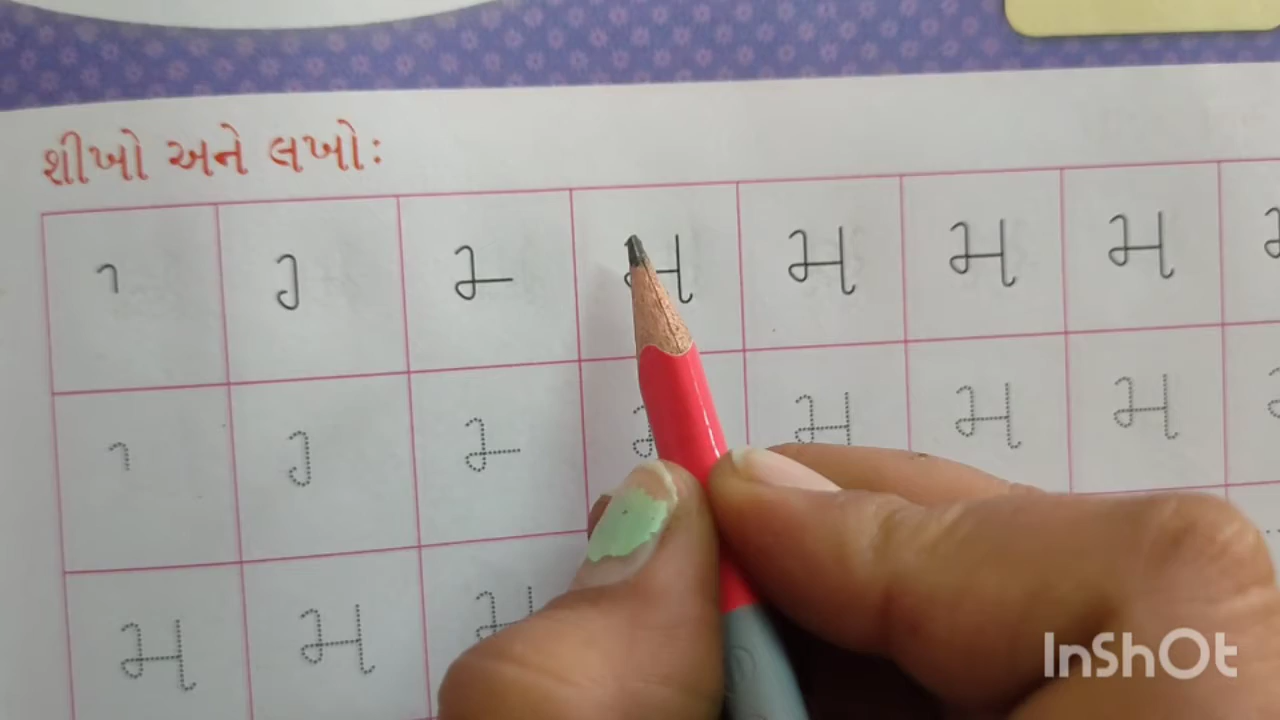 શીખો અને લખોઃ
મ મ મ મ
મ મ મ
મ મ
InShOt